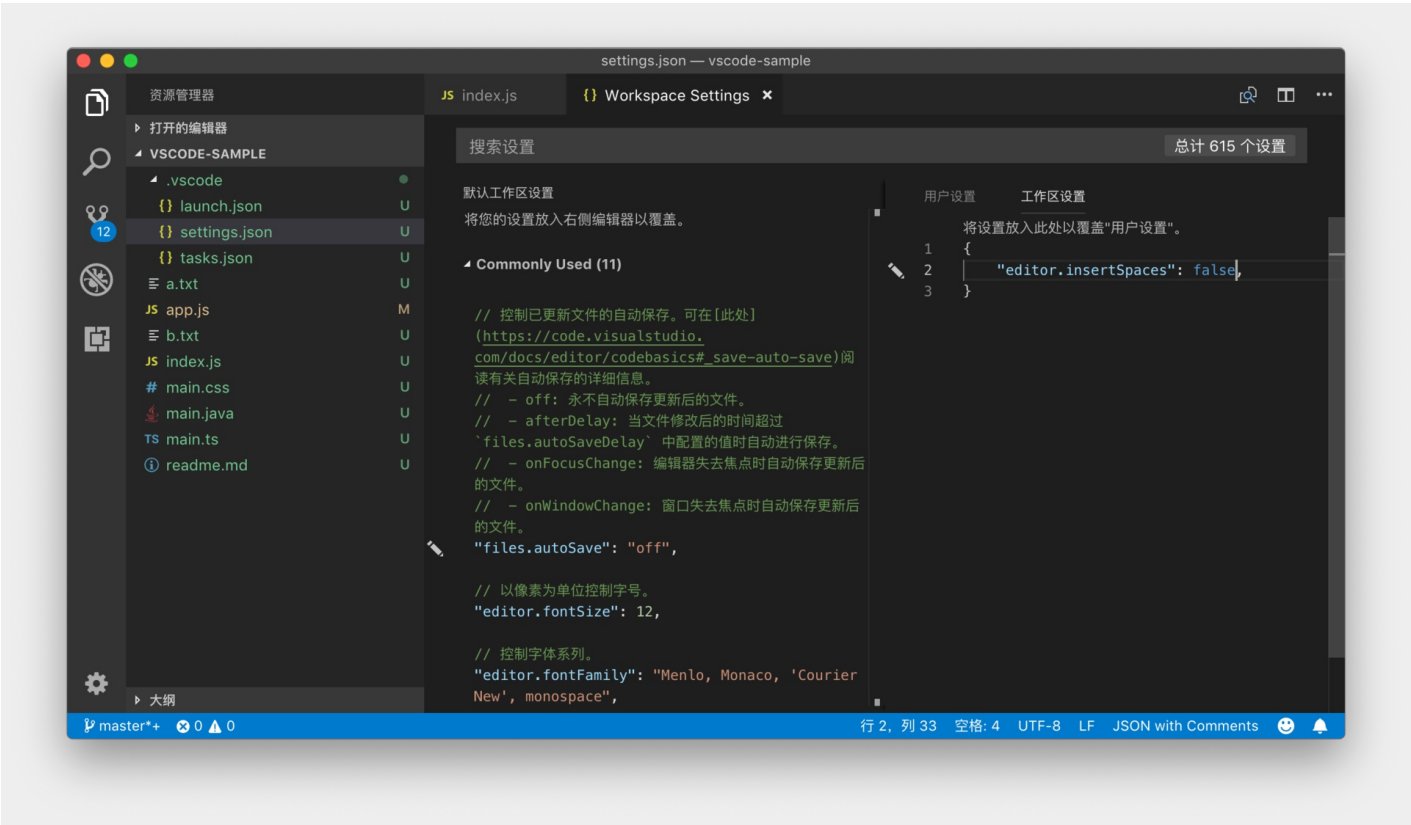 settings.json — vscode-sample
资源管理器
JS index.js
{} Workspace Settings ×
打开的编辑器
VSCODE-SAMPLE
.vscode
{} launch.json U
{} settings.json U
{} tasks.json U
a.txt U
JS app.js M
b.txt U
JS index.js U
# main.css U
main.java U
TS main.ts U
readme.md U
大纲
12
搜索设置
总计 615 个设置
默认工作区设置
将您的设置放入右侧编辑器以覆盖。
Commonly Used (11)
// 控制已更新文件的自动保存。可在[此处]
(https://code.visualstudio.
com/docs/editor/codebasics#_save-auto-save)阅
读有关自动保存的详细信息。
//  - off: 永不自动保存更新后的文件。
//  - afterDelay: 当文件修改后的时间超过
`files.autoSaveDelay` 中配置的值时自动进行保存。
//  - onFocusChange: 编辑器失去焦点时自动保存更新后
的文件。
//  - onWindowChange: 窗口失去焦点时自动保存更新后
的文件。
"files.autoSave": "off",
// 以像素为单位控制字号。
"editor.fontSize": 12,
// 控制字体系列。
"editor.fontFamily": "Menlo, Monaco, 'Courier
New', monospace",
用户设置 工作区设置
将设置放入此处以覆盖"用户设置"。
1 {
2 "editor.insertSpaces": false,
3 }
master*+ 0 0
行 2，列 33 空格: 4 UTF-8 LF JSON with Comments